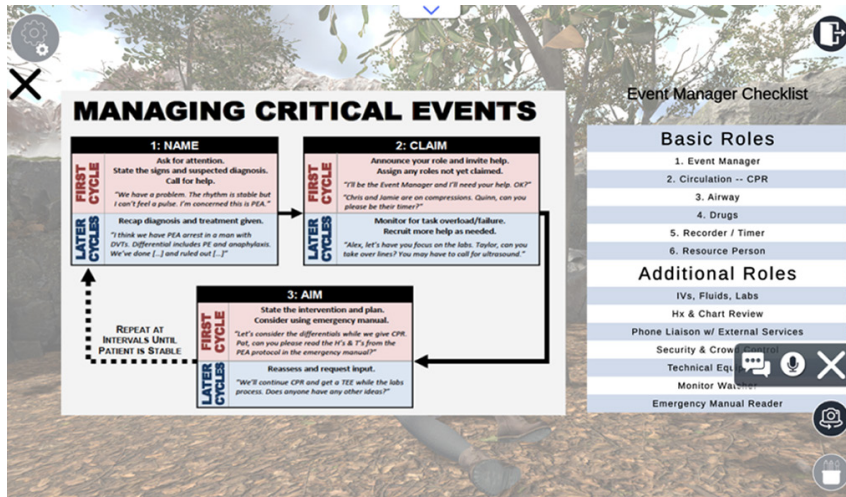 MANAGING CRITICAL EVENTS
1: NAME
FIRST
CYCLE
Ask for attention.
State the signs and suspected diagnosis.
Call for help.
"We have a problem. The rhythm is stable but
I can't feel a pulse. I'm concerned this is PEA."
LATER
CYCLES
Recap diagnosis and treatment given.
"I think we have PEA arrest in a man with
DVTs. Differential includes PE and anaphylaxis.
We've done [...] and ruled out [...]"
2: CLAIM
FIRST
CYCLE
Announce your role and invite help.
Assign any roles not yet claimed.
"I'll be the Event Manager and I'll need your help. OK?"
"Chris and Jamie are on compressions. Quinn, can you
please be their timer?"
LATER
CYCLES
Monitor for task overload/failure.
Recruit more help as needed.
"Alex, let's have you focus on the labs. Taylor, can you
take over lines? You may have to call for ultrasound."
3: AIM
FIRST
CYCLE
State the intervention and plan.
Consider using emergency manual.
"Let's consider the differentials while we give CPR.
Pat, can you please read the H's & T's from the
PEA protocol in the emergency manual?"
LATER
CYCLES
Reassess and request input.
"We'll continue CPR and get a TEE while the labs
process. Does anyone have any other ideas?"
REPEAT AT
INTERVALS UNTIL
PATIENT IS STABLE
Event Manager Checklist
Basic Roles
1. Event Manager
2. Circulation -- CPR
3. Airway
4. Drugs
5. Recorder / Timer
6. Resource Person
Additional Roles
IVs, Fluids, Labs
Hx & Chart Review
Phone Liaison w/ External Services
Security & Crowd Control
Technical
Monitor
Emergency Manual Reader